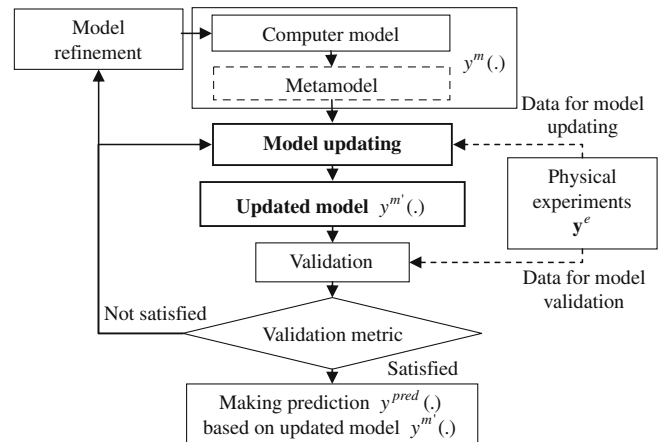 Model
refinement
Computer model
Metamodel
y^m(.)
Data for model
updating
Model updating
Physical
experiments
y^e
Updated model y^m'(.)
Validation
Data for model
validation
Not satisfied
Validation metric
Satisfied
Making prediction y^pred(.)
based on updated model y^m'(.)